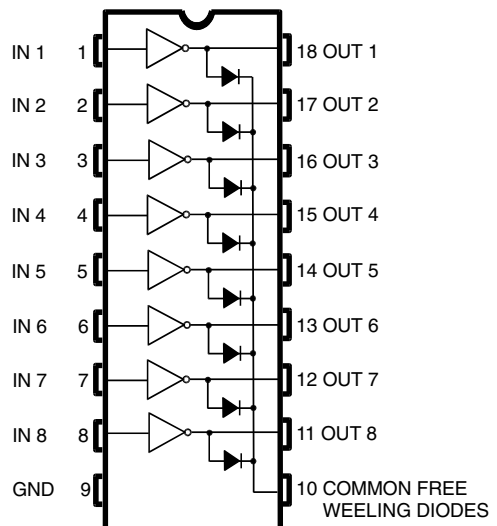 IN 1 1 18 OUT 1
IN 2 2 17 OUT 2
IN 3 3 16 OUT 3
IN 4 4 15 OUT 4
IN 5 5 14 OUT 5
IN 6 6 13 OUT 6
IN 7 7 12 OUT 7
IN 8 8 11 OUT 8
GND 9 10 COMMON FREE
WEELING DIODES